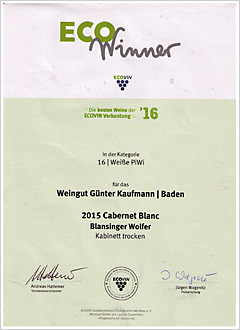 ECO
Winner
ECOVIN
Die besten Weine der
ECOVIN Verkostung '16
In der Kategorie
16 | Weiße PiWi
für das
Weingut Günter Kaufmann | Baden
2015 Cabernet Blanc
Blansinger Wolfer
Kabinett trocken
Andreas Hattemer
Jürgen Wagenitz
ECOVIN